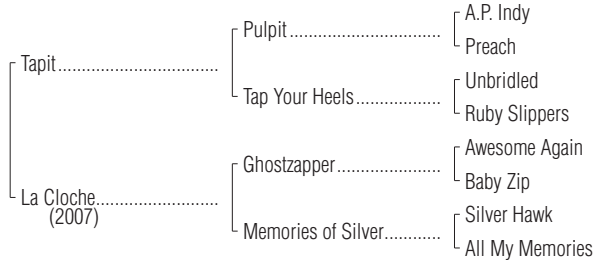 A.P. Indy
Pulpit
Preach
Tapit
Unbridled
Tap Your Heels
Ruby Slippers
Awesome Again
Ghostzapper
Baby Zip
La Cloche
(2007)
Silver Hawk
Memories of Silver
All My Memories